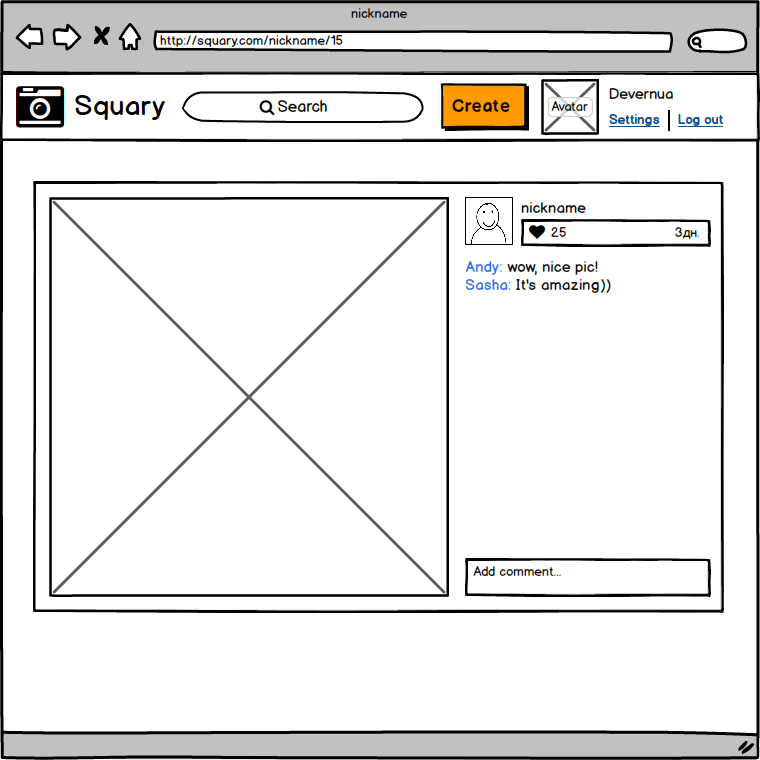 nickname
http://squary.com/nickname/15
Squary
Search
Create
Avatar
Devernua
Settings
Log out
nickname
25
3дн.
Andy: wow, nice pic!
Sasha: It's amazing))
Add comment...